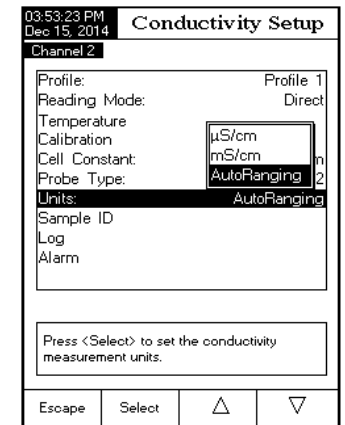 03:53:23 PM
Dec 15, 2014
Conductivity Setup
Channel 2
Profile: Profile 1
Reading Mode: Direct
Temperature
Calibration
Cell Constant:
Probe Type: 2
µS/cm
mS/cm
AutoRanging
Units: AutoRanging
Sample ID
Log
Alarm
Press <Select> to set the conductivity
measurement units.
Escape Select △ ▽